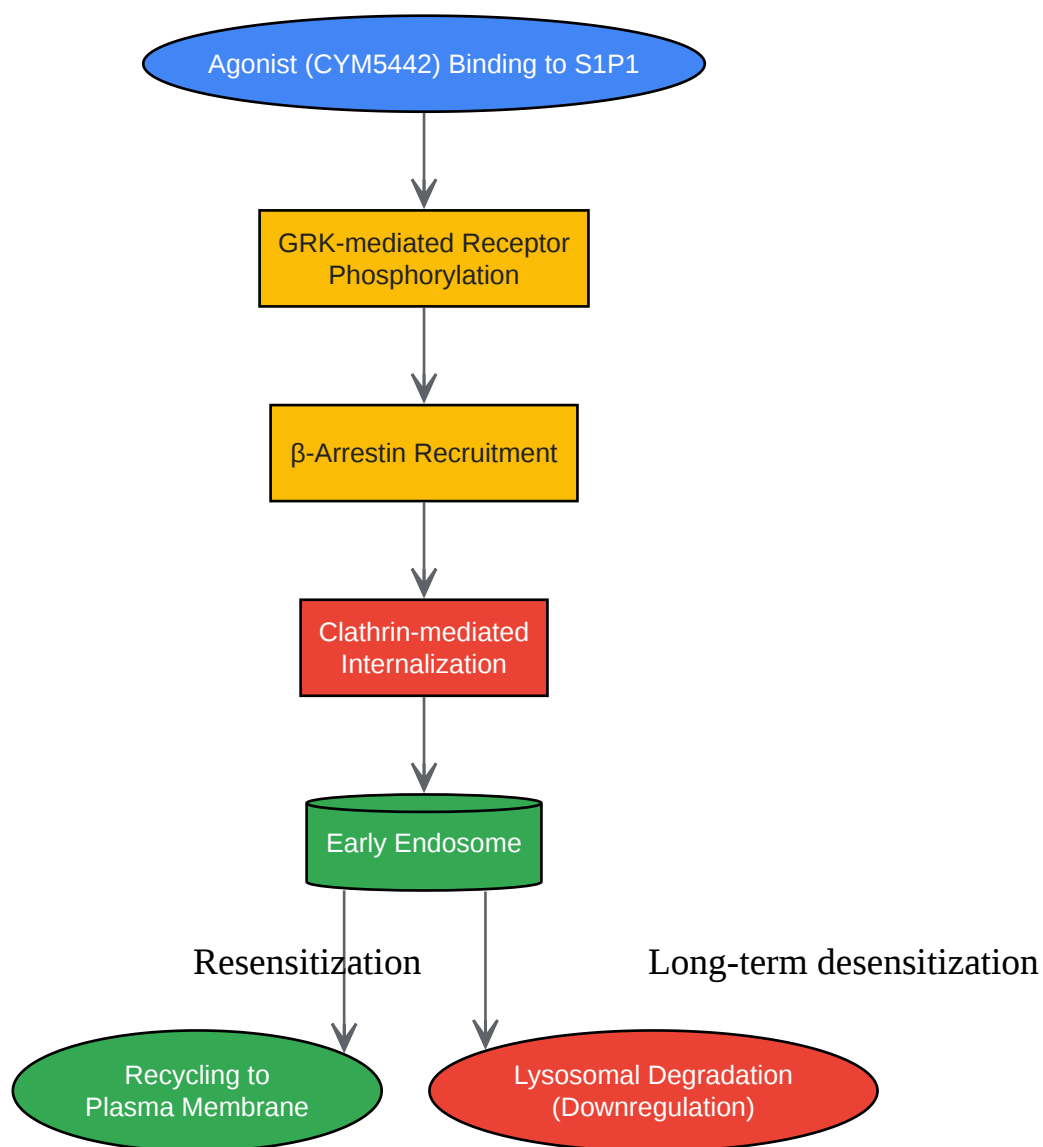 Agonist (CYM5442) Binding to S1P1
GRK-mediated Receptor
Phosphorylation
β-Arrestin Recruitment
Clathrin-mediated
Internalization
Early Endosome
Resensitization
Long-term desensitization
Recycling to
Plasma Membrane
Lysosomal Degradation
(Downregulation)